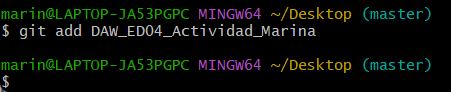 marin@LAPTOP-JA53PGPC MINGW64 ~/Desktop (master)
$ git add DAW_ED04_Actividad_Marina
marin@LAPTOP-JA53PGPC MINGW64 ~/Desktop (master)
$